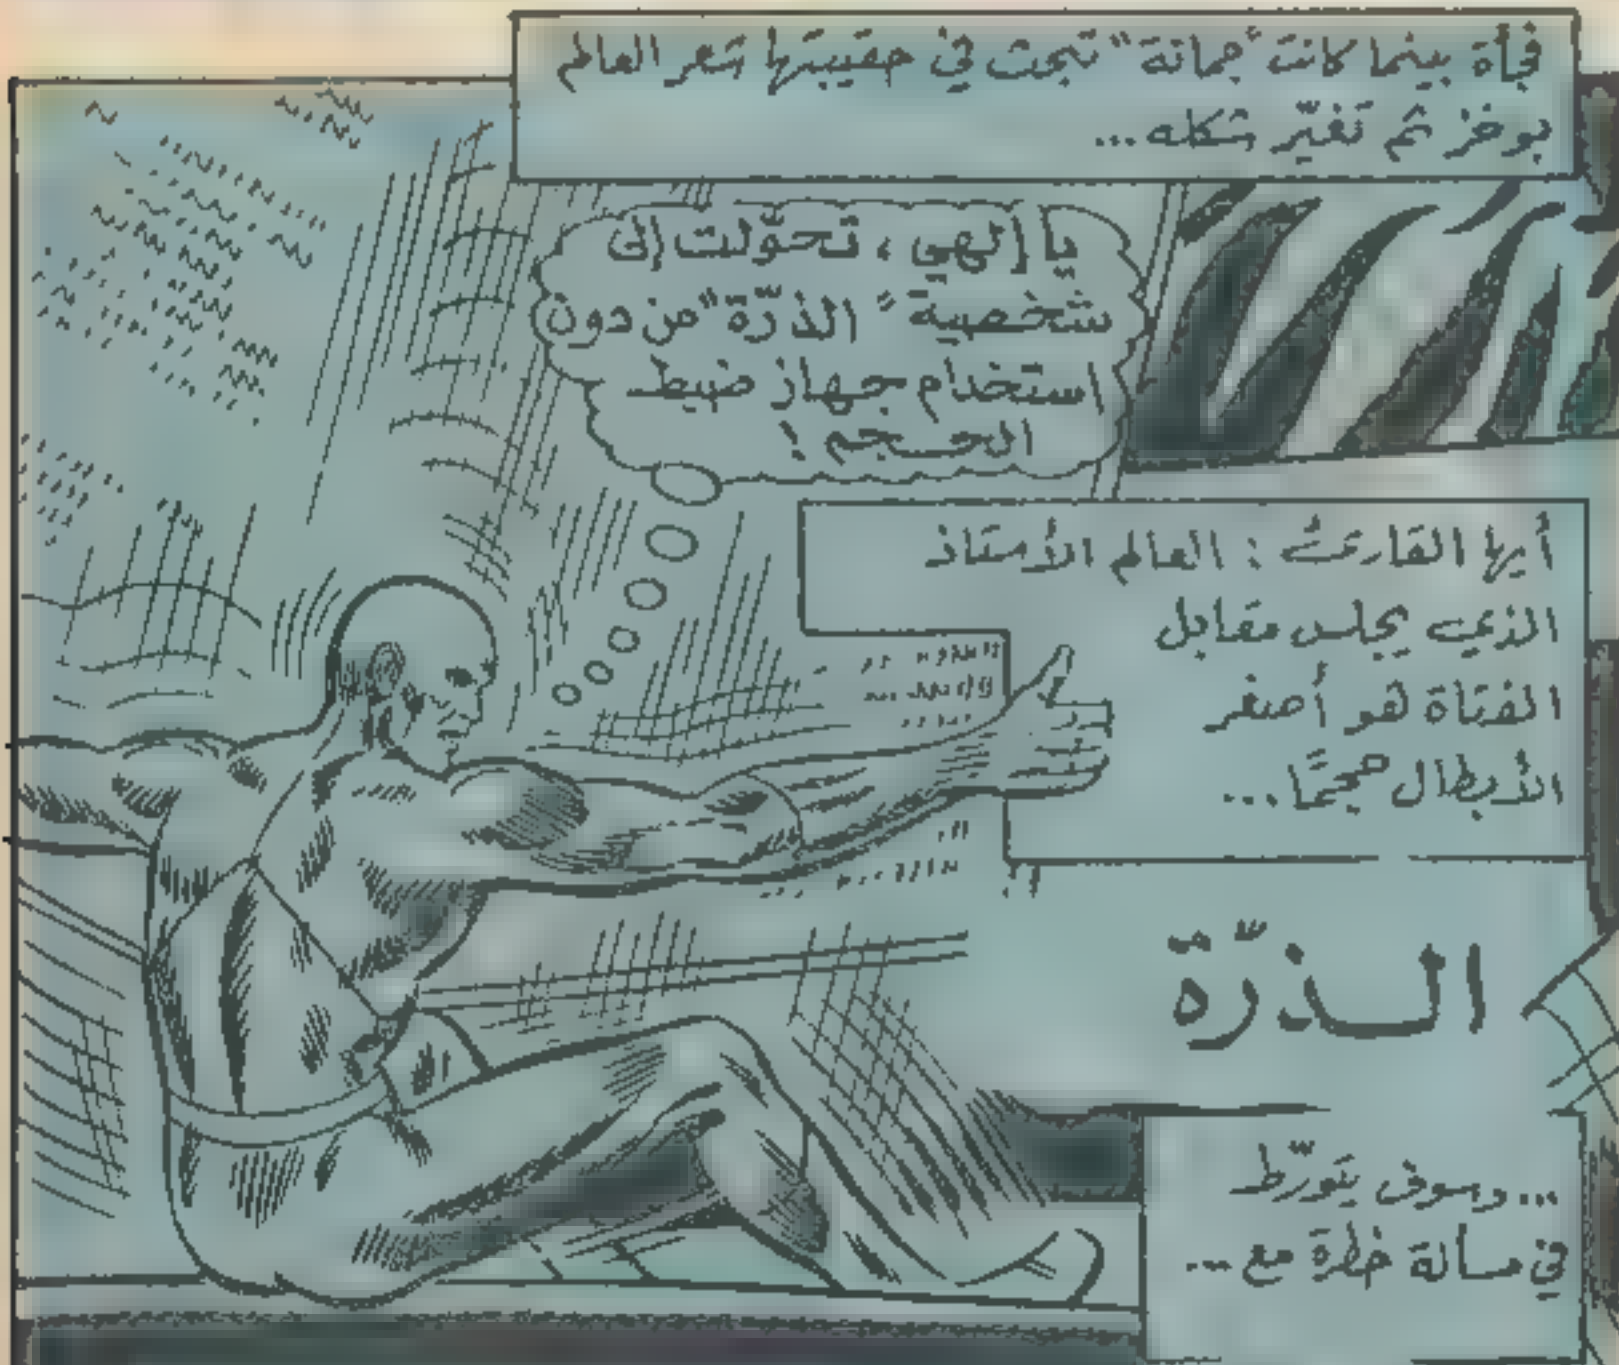 فجأة بينما كانت "جمانة" تبحث في حقيبتها شعر العالم
بوخز ثم تغيّر شكله...
يا إلهي، تحوّلت إلى
شخصية "الذرّة" من دون
استخدام جهاز ضبط
الحجم!
أيها القارئ: العالم الأستاذ
الذي يجلس مقابل
الفتاة هو أصغر
الأبطال حجمًا...
الذرّة
...وسوف يتورّط
في مسألة خطرة مع...